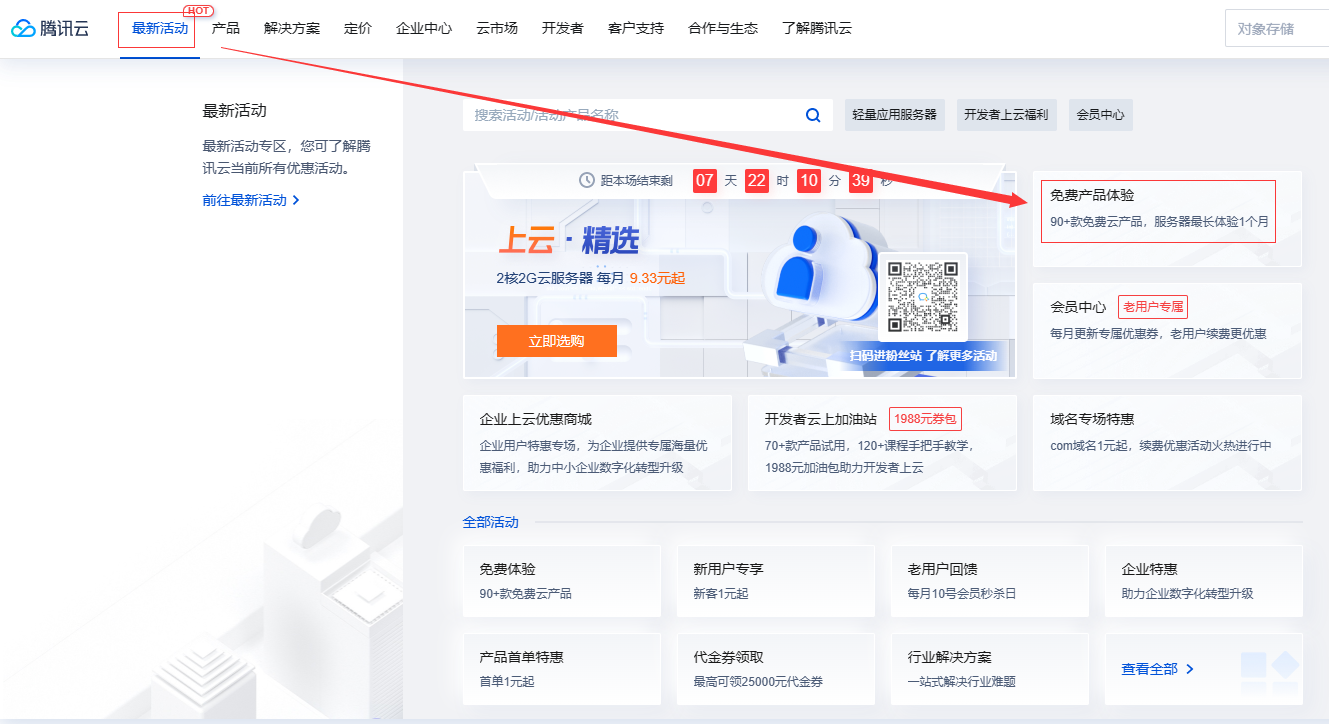 腾讯云
最新活动
HOT
产品
解决方案
定价
企业中心
云市场
开发者
客户支持
合作与生态
了解腾讯云
对象存储
最新活动
最新活动专区，您可了解腾
讯云当前所有优惠活动。
前往最新活动
搜索活动/活动产品名称
轻量应用服务器
开发者上云福利
会员中心
距本场结束剩 07 天 22 时 10 分 39 秒
上云·精选
2核2G云服务器 每月 9.33元起
立即选购
扫码进粉丝站 了解更多活动
免费产品体验
90+款免费云产品，服务器最长体验1个月
会员中心 老用户专属
每月更新专属优惠券，老用户续费更优惠
企业上云优惠商城
企业用户特惠专场，为企业提供专属海量优
惠福利，助力中小企业数字化转型升级
开发者云上加油站 1988元券包
70+款产品试用，120+课程手把手教学，
1988元加油包助力开发者上云
域名专场特惠
com域名1元起，续费优惠活动火热进行中
全部活动
免费体验
90+款免费云产品
新用户专享
新客1元起
老用户回馈
每月10号会员秒杀日
企业特惠
助力企业数字化转型升级
产品首单特惠
首单1元起
代金券领取
最高可领25000元代金券
行业解决方案
一站式解决行业难题
查看全部